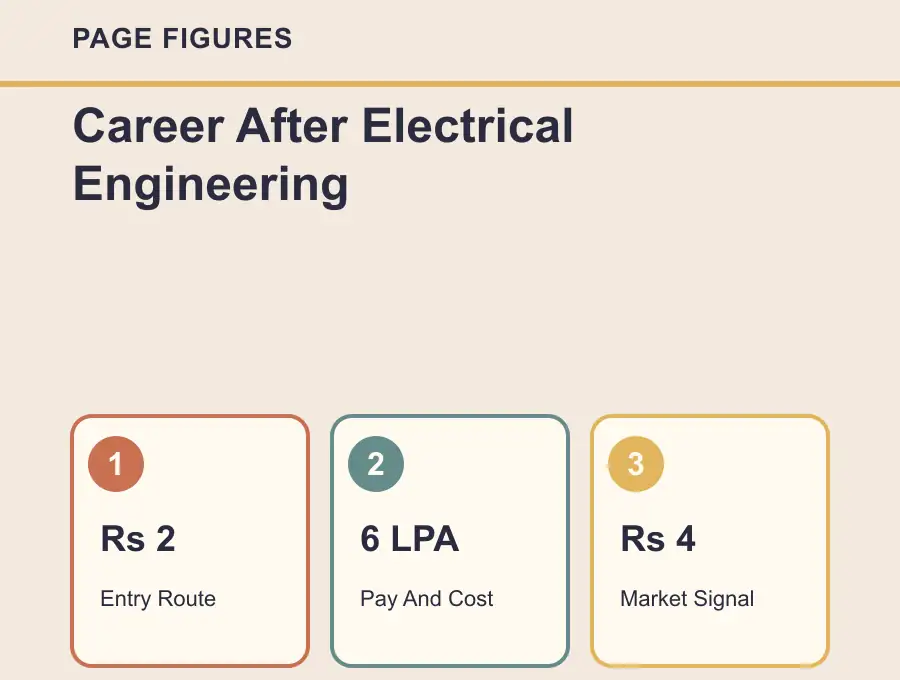 PAGE FIGURES
Career After Electrical
Engineering
1
Rs 2
Entry Route
2
6 LPA
Pay And Cost
3
Rs 4
Market Signal